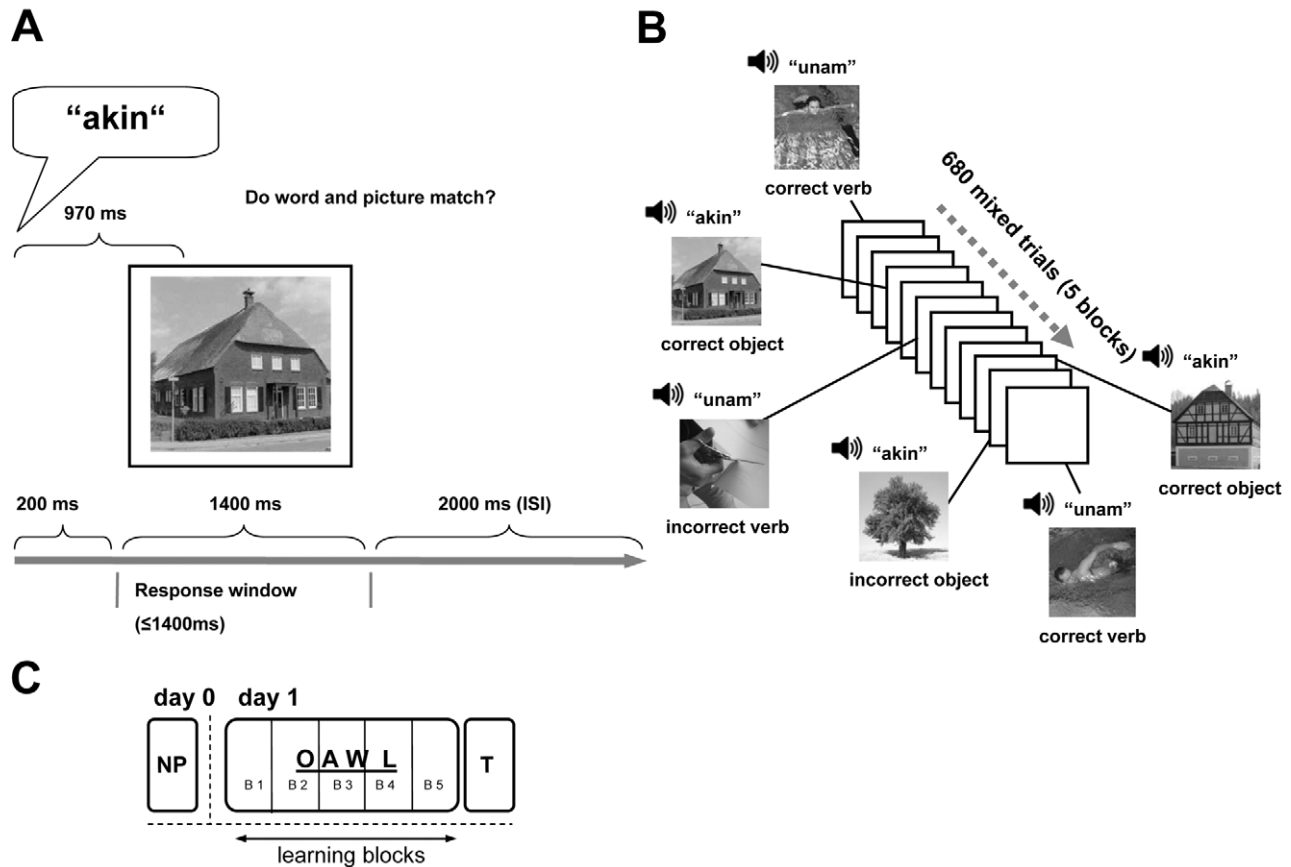 A
“akin“
970 ms
Do word and picture match?
200 ms
1400 ms
2000 ms (ISI)
Response window
(≤1400ms)
B
“unam”
correct verb
“akin”
correct object
“unam”
incorrect verb
“akin”
incorrect object
“unam”
correct verb
“akin”
correct object
680 mixed trials (5 blocks)
C
day 0 day 1
NP
O A W L
B 1 B 2 B 3 B 4 B 5
T
learning blocks